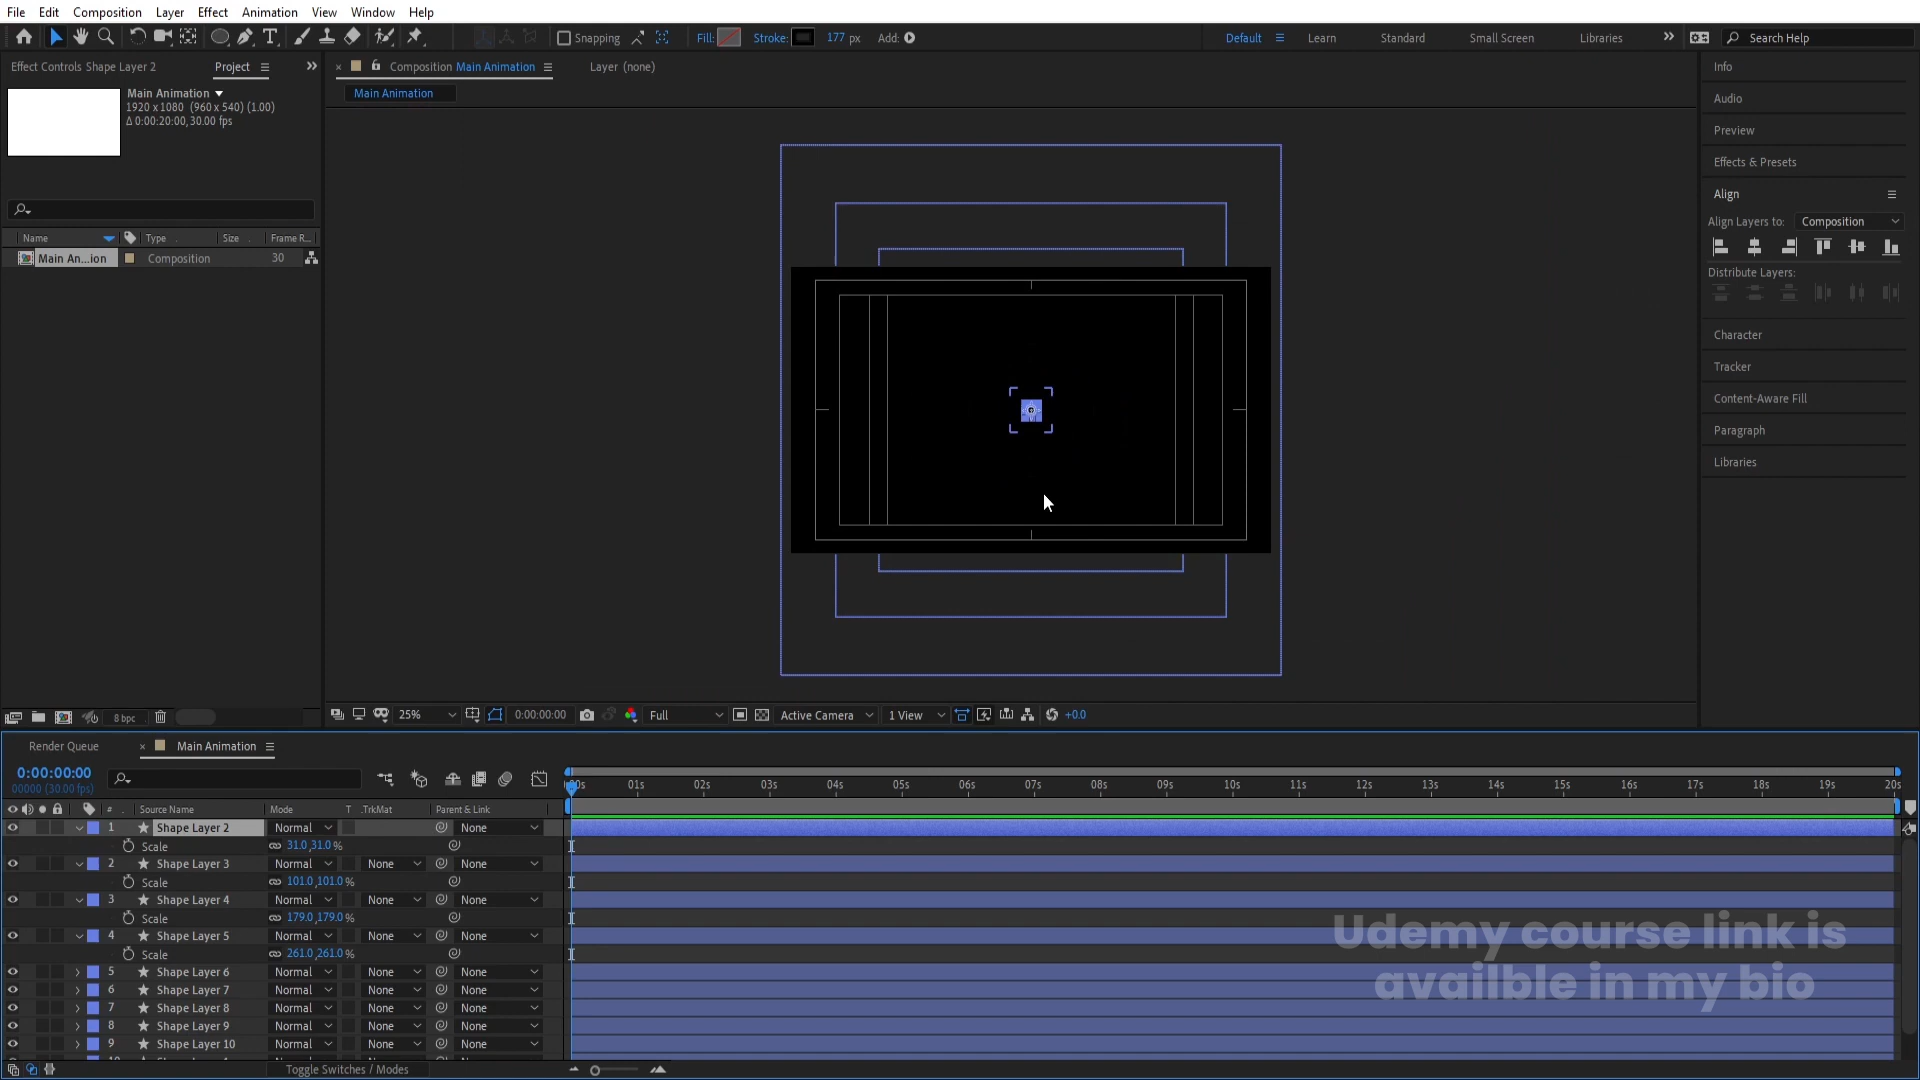 File Edit Composition Layer Effect Animation View Window Help
Snapping Fill: Stroke: 177 px Add: Default Learn Standard Small Screen Libraries Search Help
Effect Controls Shape Layer 2 Project
Composition Main Animation Layer (none)
Main Animation
Main Animation
1920 x 1080 (960 x 540) (1.00)
Δ 0:00:20:00, 30.00 fps
Name Type Size Frame R...
Main An...ion Composition 30
Info
Audio
Preview
Effects & Presets
Align
Align Layers to: Composition
Distribute Layers:
Character
Tracker
Content-Aware Fill
Paragraph
Libraries
8 bpc
25% 0:00:00:00 Full Active Camera 1 View +0.0
Render Queue Main Animation
0:00:00:00
00000 (30.00 fps)
01s 02s 03s 04s 05s 06s 07s 08s 09s 10s 11s 12s 13s 14s 15s 16s 17s 18s 19s 20s
# Source Name Mode T .TrkMat Parent & Link
1 Shape Layer 2 Normal None
Scale 31.0,31.0%
2 Shape Layer 3 Normal None None
Scale 101.0,101.0%
3 Shape Layer 4 Normal None None
Scale 179.0,179.0%
4 Shape Layer 5 Normal None None
Scale 261.0,261.0%
5 Shape Layer 6 Normal None None
6 Shape Layer 7 Normal None None
7 Shape Layer 8 Normal None None
8 Shape Layer 9 Normal None None
9 Shape Layer 10 Normal None None
Toggle Switches / Modes
Udemy course link is
availble in my bio